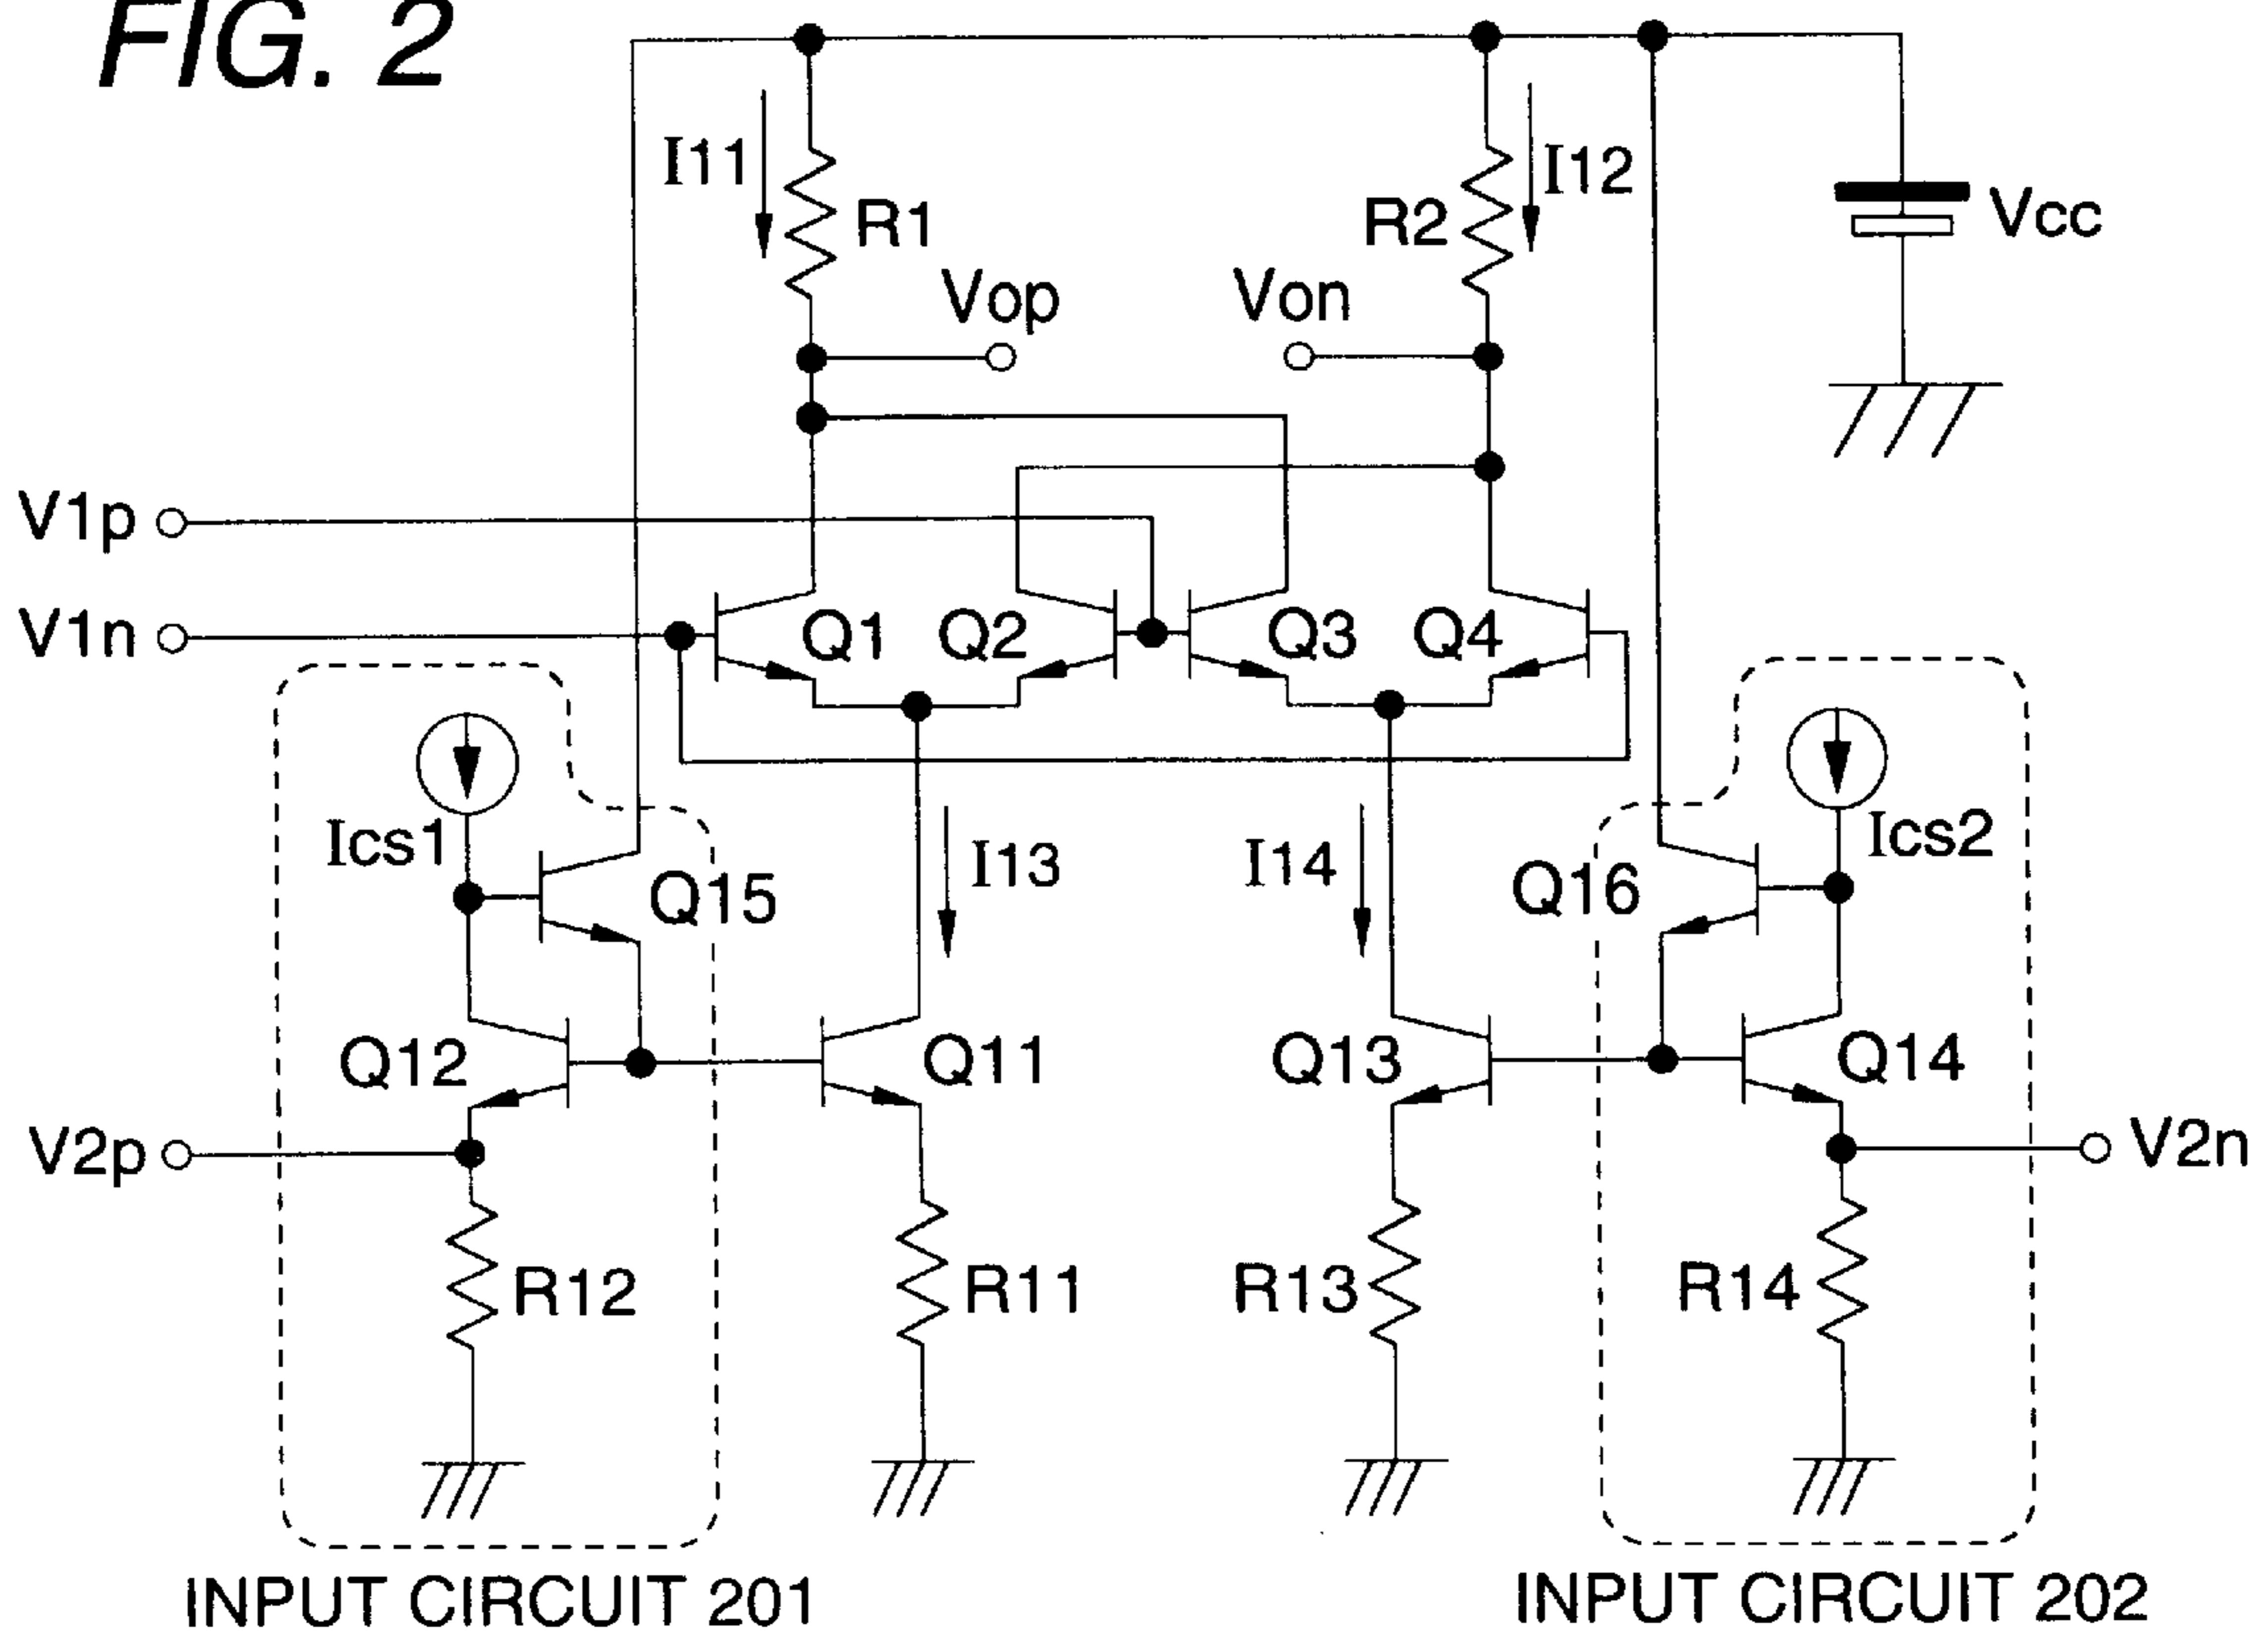 FIG. 2
I11
I12
R1
R2
Vcc
Vop
Von
V1p
V1n
Q1
Q2
Q3
Q4
Ics1
Ics2
Q15
I13
I14
Q16
Q12
Q11
Q13
Q14
V2p
V2n
R12
R11
R13
R14
INPUT CIRCUIT 201
INPUT CIRCUIT 202